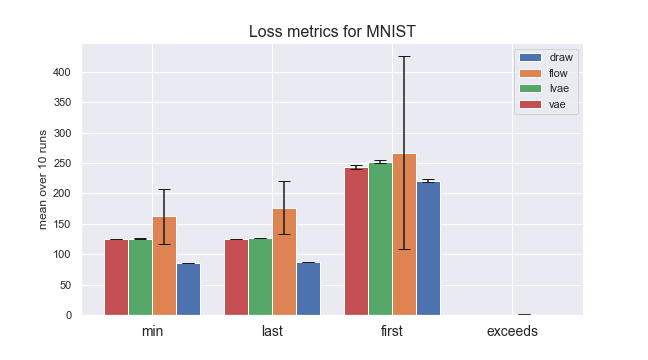 Loss metrics for MNIST
draw
flow
lvae
vae
400
350
300
250
200
150
100
50
0
mean over 10 runs
min last first exceeds